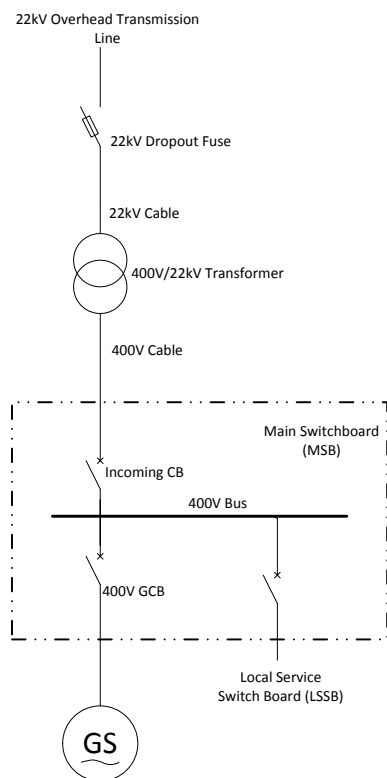 22kV Overhead Transmission
Line
22kV Dropout Fuse
22kV Cable
400V/22kV Transformer
400V Cable
Main Switchboard
(MSB)
Incoming CB
400V Bus
400V GCB
Local Service
Switch Board (LSSB)
GS